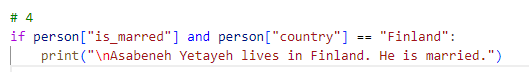 # 4
if person["is_marred"] and person["country"] == "Finland":
    print("\nAsabeneh Yetayeh lives in Finland. He is married.")